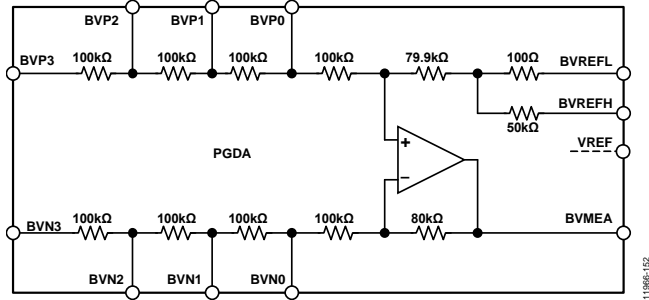 BVP2 BVP1 BVP0
BVP3 100kΩ 100kΩ 100kΩ 100kΩ 79.9kΩ 100Ω BVREFL
BVREFH
50kΩ
VREF
PGDA
+
−
BVN3 100kΩ 100kΩ 100kΩ 100kΩ 80kΩ BVMEA
BVN2 BVN1 BVN0
11966-152